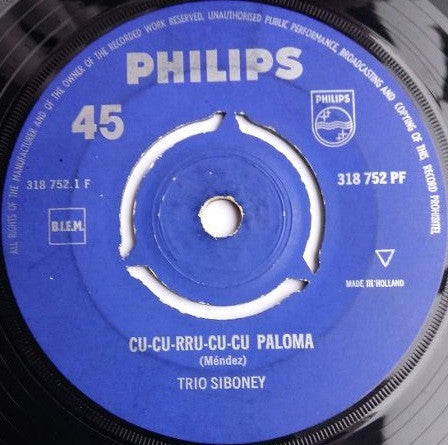 ALL RIGHTS OF THE MANUFACTURER AND OF THE OWNER OF THE RECORDED WORK RESERVED. UNAUTHORISED PUBLIC PERFORMANCE, BROADCASTING AND COPYING OF THIS RECORD PROHIBITED.
PHILIPS
45
PHILIPS
318 752.1 F
318 752 PF
B.I.E.M.
MADE IN HOLLAND
CU-CU-RRU-CU-CU PALOMA
(Méndez)
TRIO SIBONEY